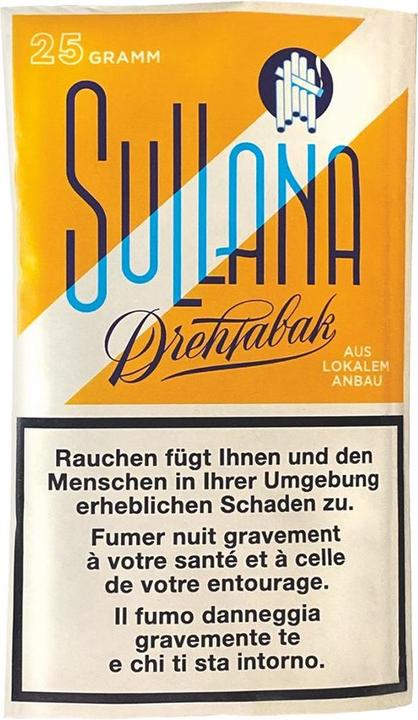 25 GRAMM
SULLANA
Drehtabak
AUS
LOKALEM
ANBAU
Rauchen fügt Ihnen und den
Menschen in Ihrer Umgebung
erheblichen Schaden zu.
Fumer nuit gravement
à votre santé et à celle
de votre entourage.
Il fumo danneggia
gravemente te
e chi ti sta intorno.